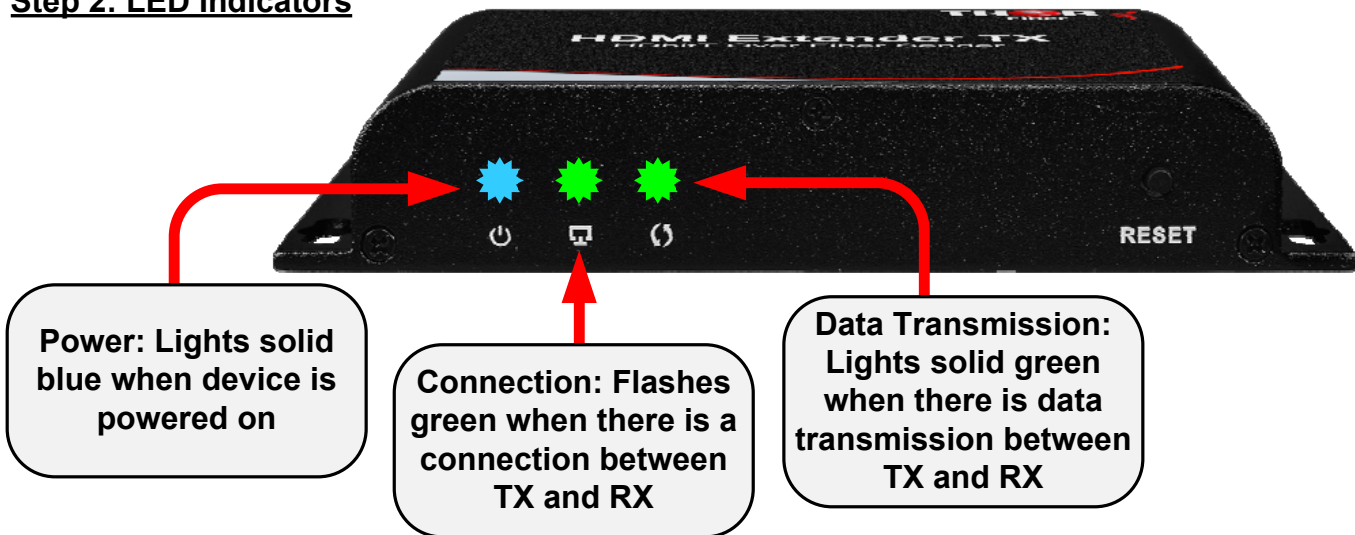 Step 2: LED Indicators
THOR
Fiber
HDMI Extender TX
RESET
Power: Lights solid
blue when device is
powered on
Connection: Flashes
green when there is a
connection between
TX and RX
Data Transmission:
Lights solid green
when there is data
transmission between
TX and RX